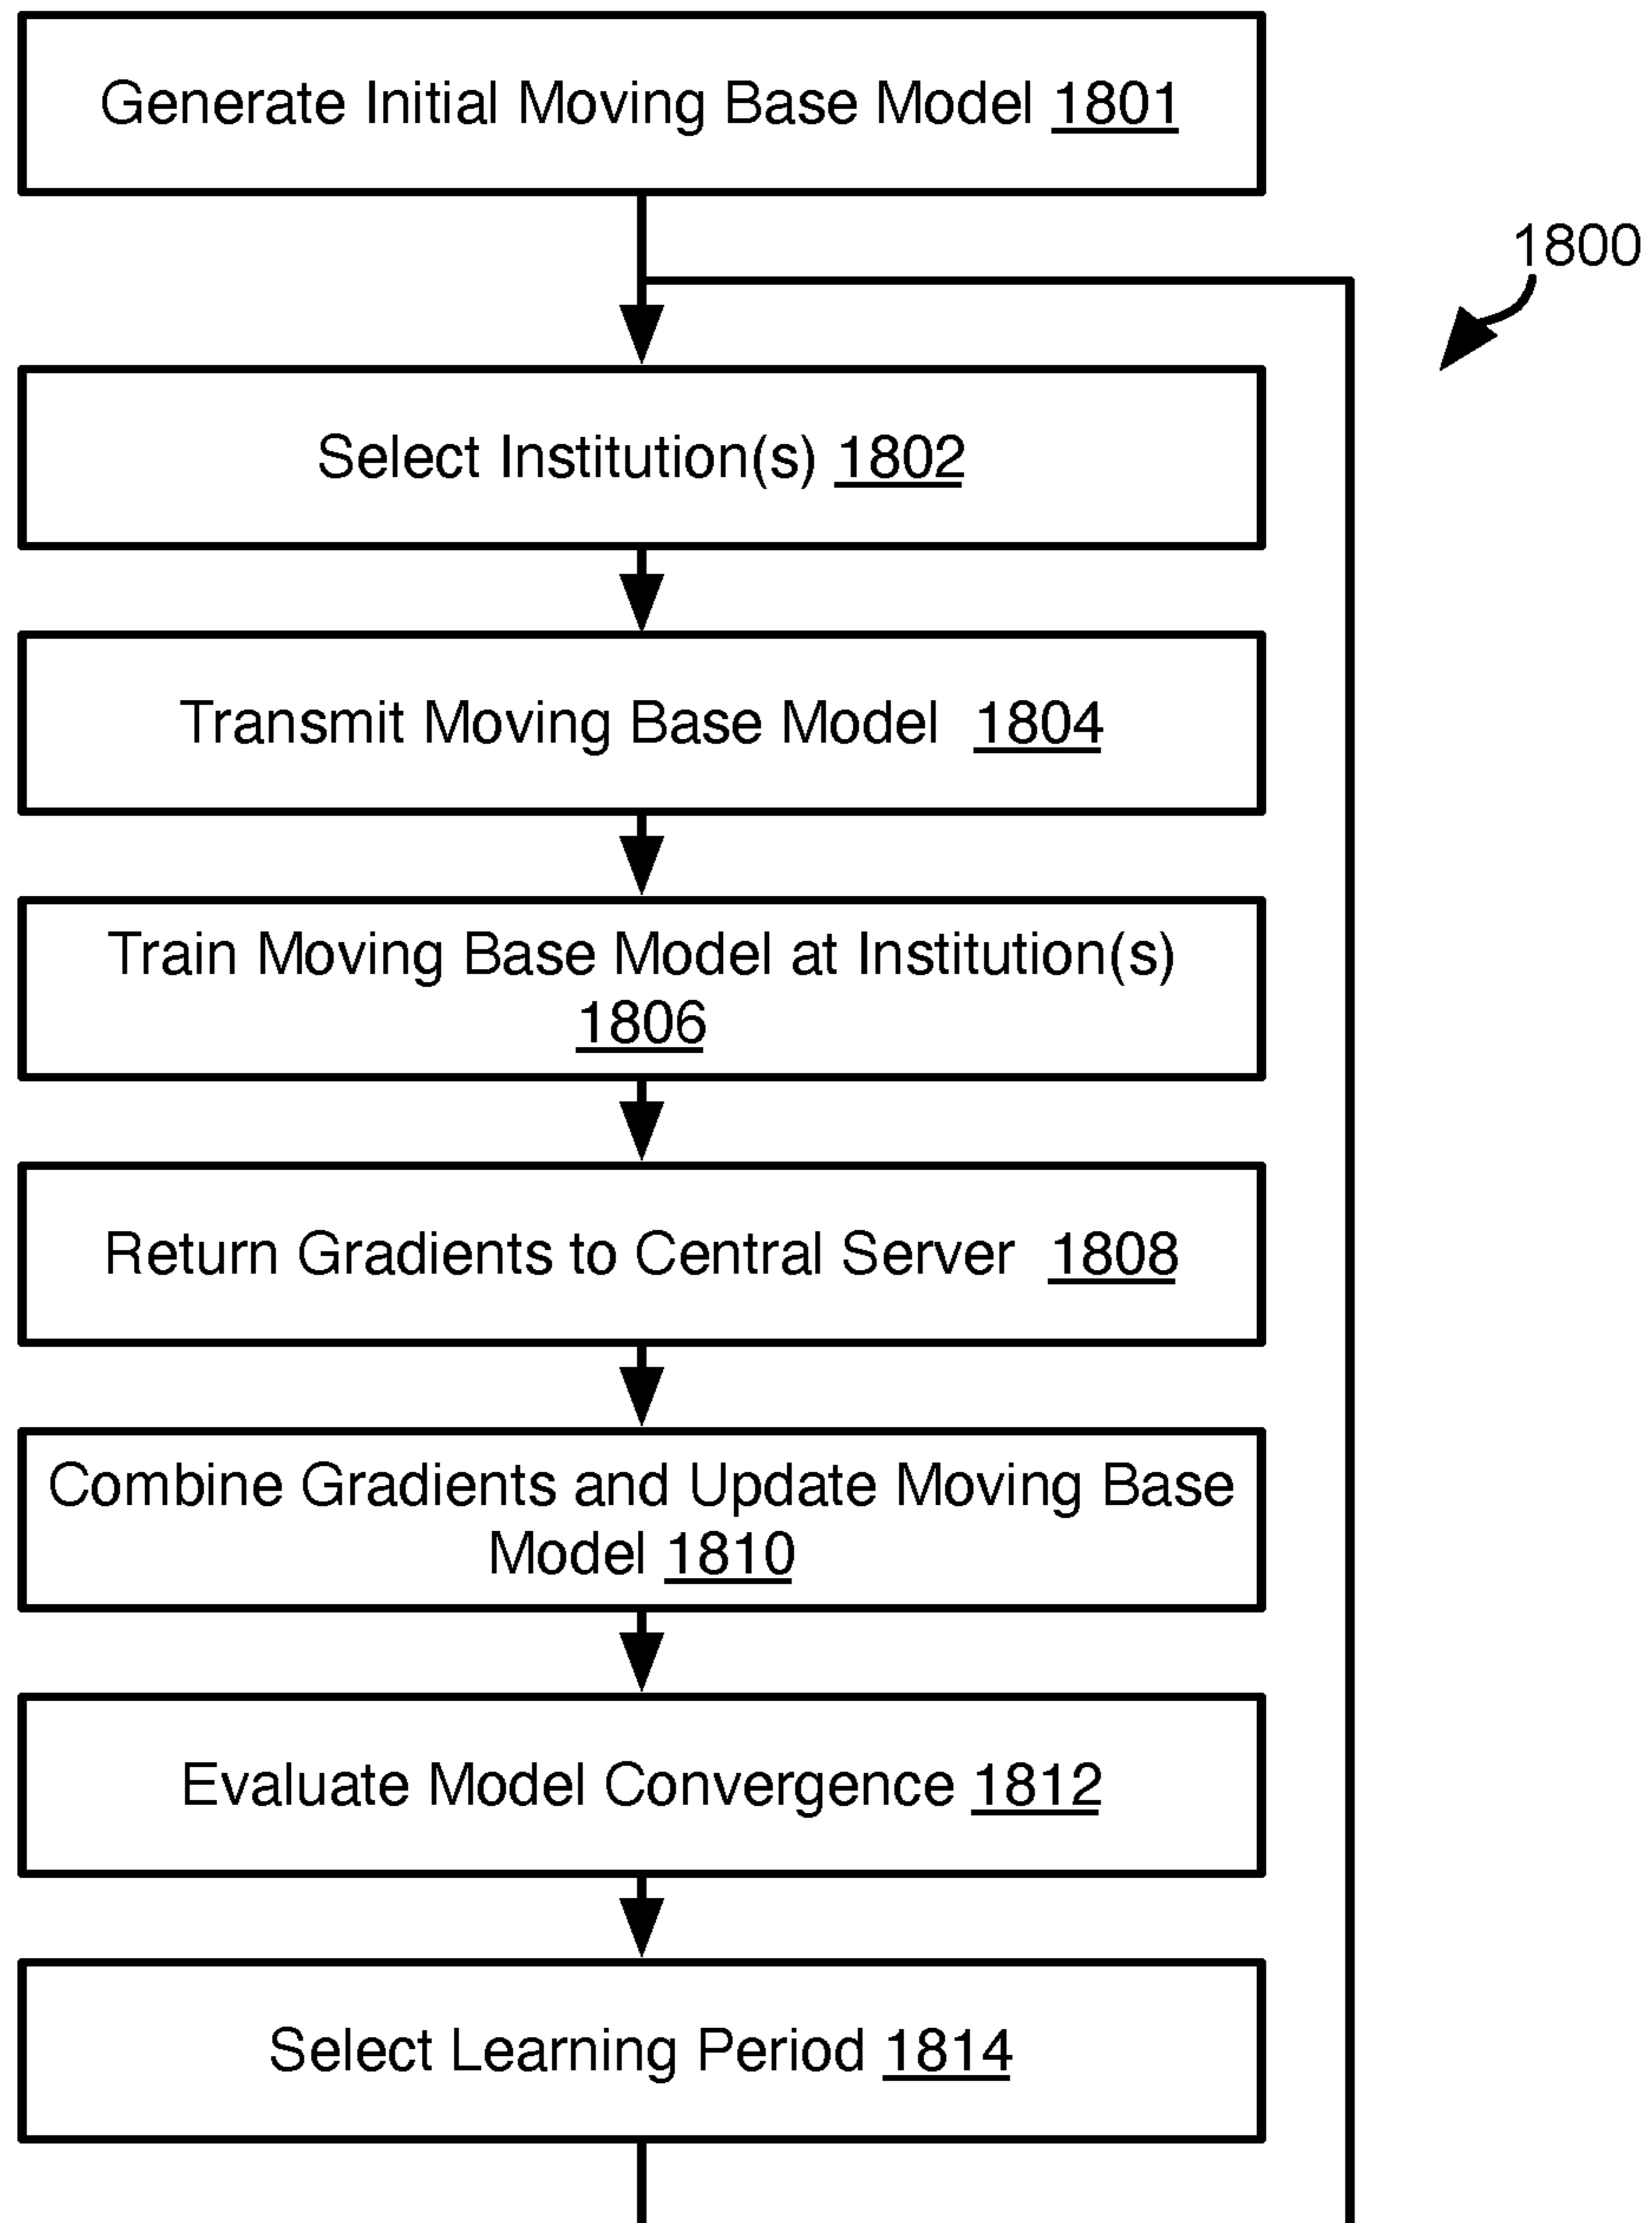 Generate Initial Moving Base Model 1801
1800
Select Institution(s) 1802
Transmit Moving Base Model 1804
Train Moving Base Model at Institution(s)
1806
Return Gradients to Central Server 1808
Combine Gradients and Update Moving Base
Model 1810
Evaluate Model Convergence 1812
Select Learning Period 1814